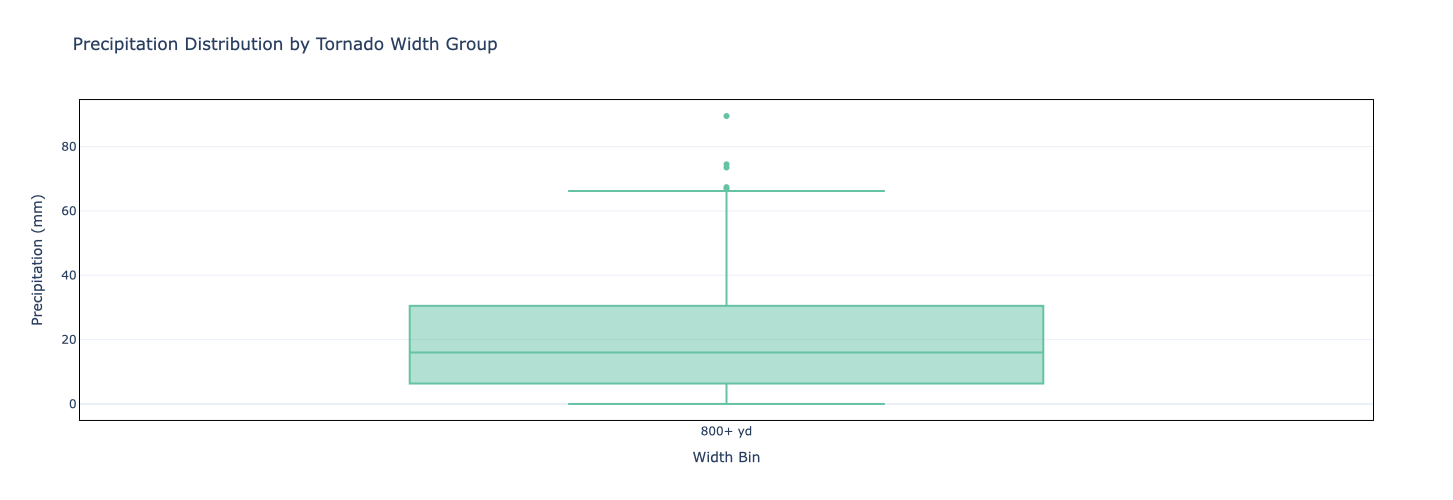 Precipitation Distribution by Tornado Width Group
Precipitation (mm)
80
60
40
20
0
800+ yd
Width Bin